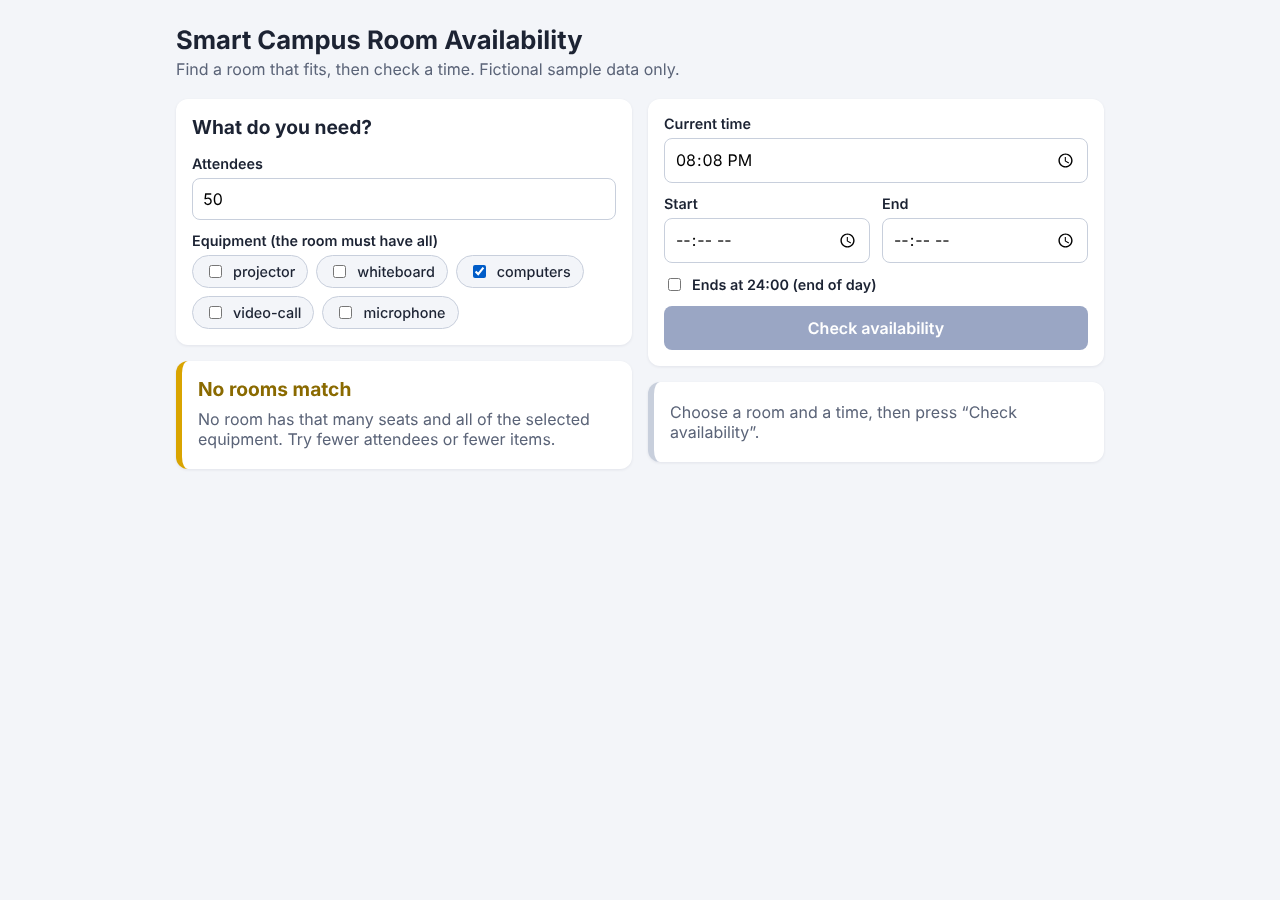 Smart Campus Room Availability
Find a room that fits, then check a time. Fictional sample data only.
What do you need?
Attendees
50
Equipment (the room must have all)
projector
whiteboard
computers
video-call
microphone
No rooms match
No room has that many seats and all of the selected
equipment. Try fewer attendees or fewer items.
Current time
08:08 PM
Start
End
--:-- --
--:-- --
Ends at 24:00 (end of day)
Check availability
Choose a room and a time, then press “Check
availability”.